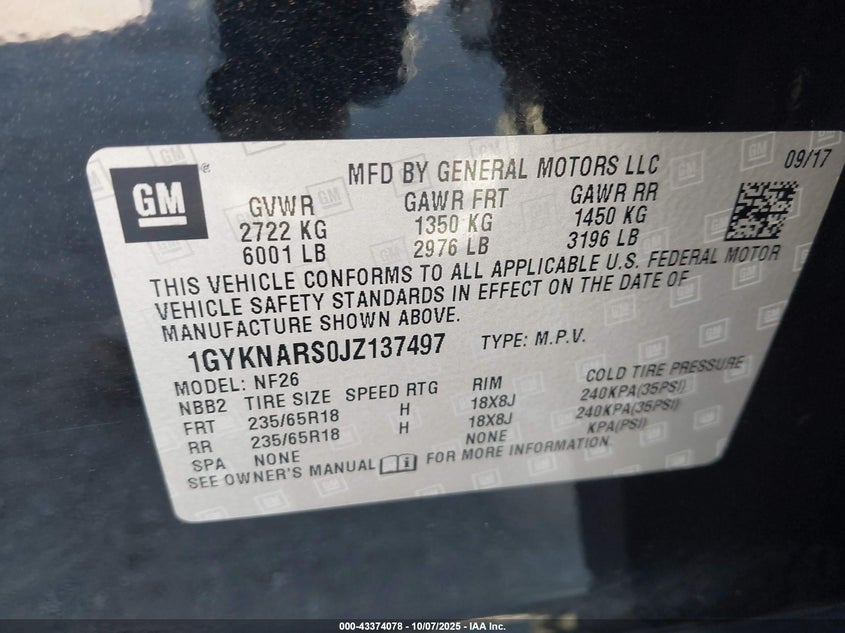 GM
MFD BY GENERAL MOTORS LLC
09/17
GVWR GAWR FRT GAWR RR
2722 KG 1350 KG 1450 KG
6001 LB 2976 LB 3196 LB
THIS VEHICLE CONFORMS TO ALL APPLICABLE U.S. FEDERAL MOTOR
VEHICLE SAFETY STANDARDS IN EFFECT ON THE DATE OF
MANUFACTURE SHOWN ABOVE.
1GYKNARS0JZ137497 TYPE: M.P.V.
MODEL: NF26
NBB2 TIRE SIZE SPEED RTG RIM COLD TIRE PRESSURE
FRT 235/65R18 H 18X8J 240KPA(35PSI)
RR 235/65R18 H 18X8J 240KPA(35PSI)
SPA NONE NONE KPA(PSI)
SEE OWNER'S MANUAL FOR MORE INFORMATION.
000-43374078 - 10/07/2025 - IAA Inc.